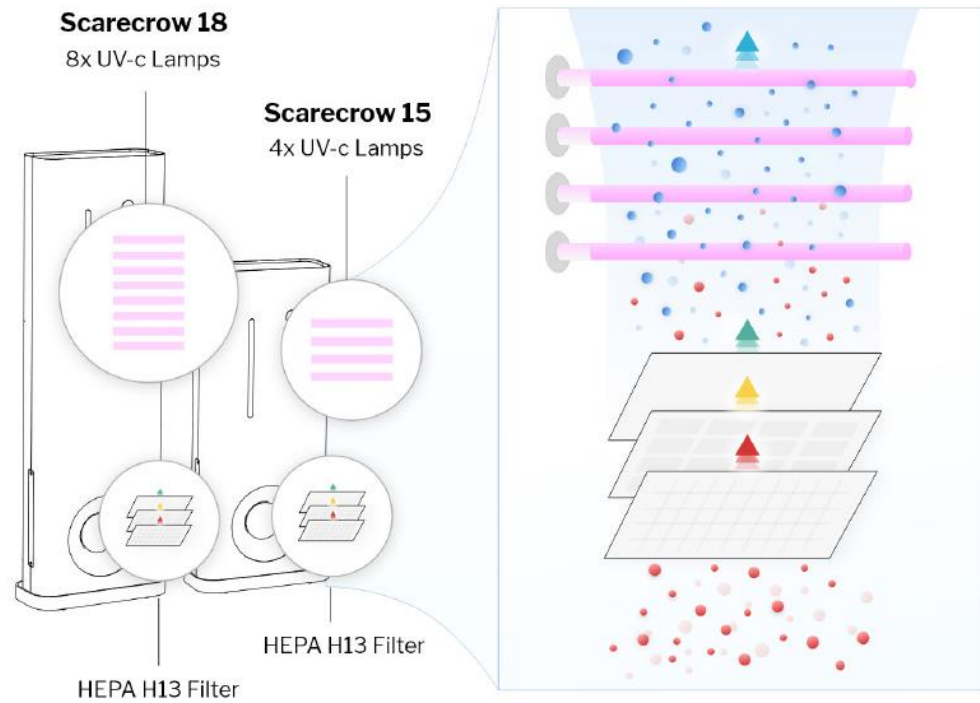 Scarecrow 18
8x UV-c Lamps
Scarecrow 15
4x UV-c Lamps
HEPA H13 Filter
HEPA H13 Filter